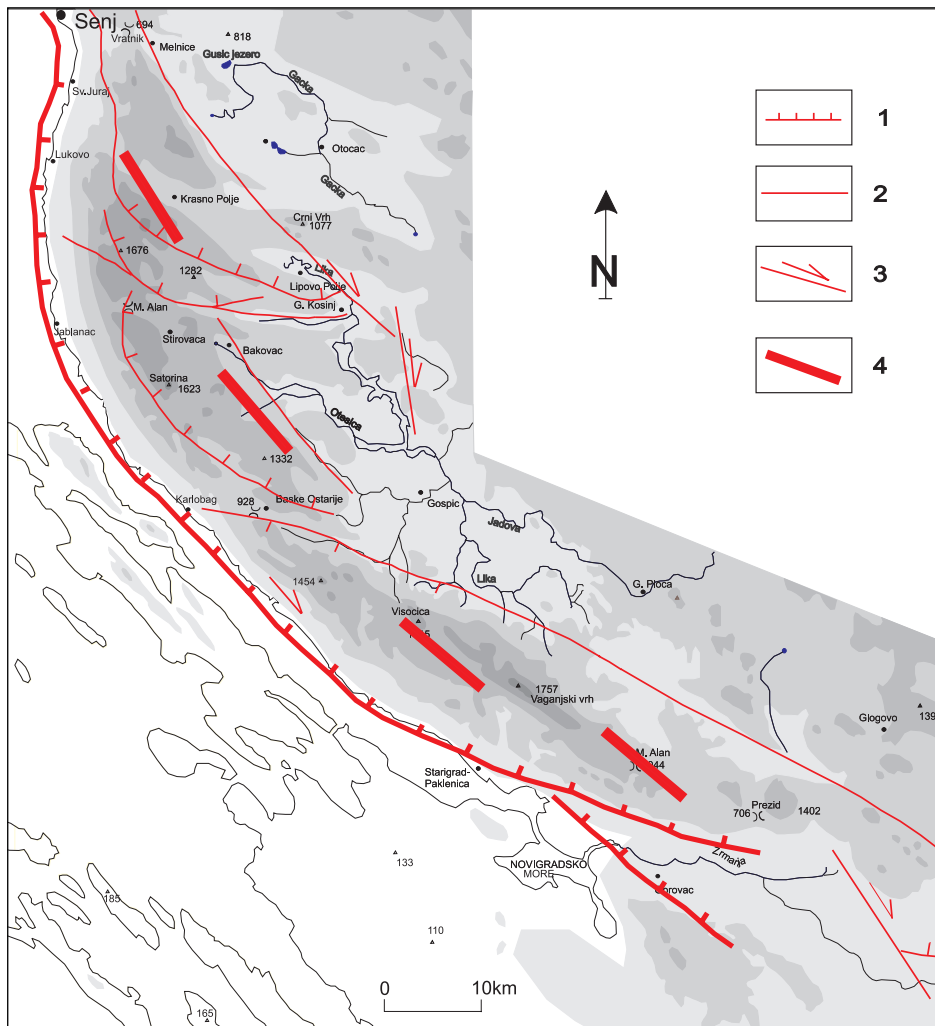 Senj
694
Vratnik
Melnice
818
Gusic jezero
Sv.Juraj
Gacka
Otocac
Lukovo
Gacka
Krasno Polje
Crni Vrh
1077
1676
1282
Lika
Lipovo Polje
M. Alan
G. Kosinj
Jablanac
Stirovaca
Bakovac
Satorina
1623
Otesica
1332
Karlobag
928
Baske Ostarije
Gospic
Jadova
1454
Lika
G. Ploca
Visocica
1757
Vaganjski vrh
Glogovo
139
M. Alan
Starigrad-
Paklenica
706
Prezid
1402
Zrmanja
133
NOVIGRADSKO
MORE
185
110
165
0
10km
N
1
2
3
4